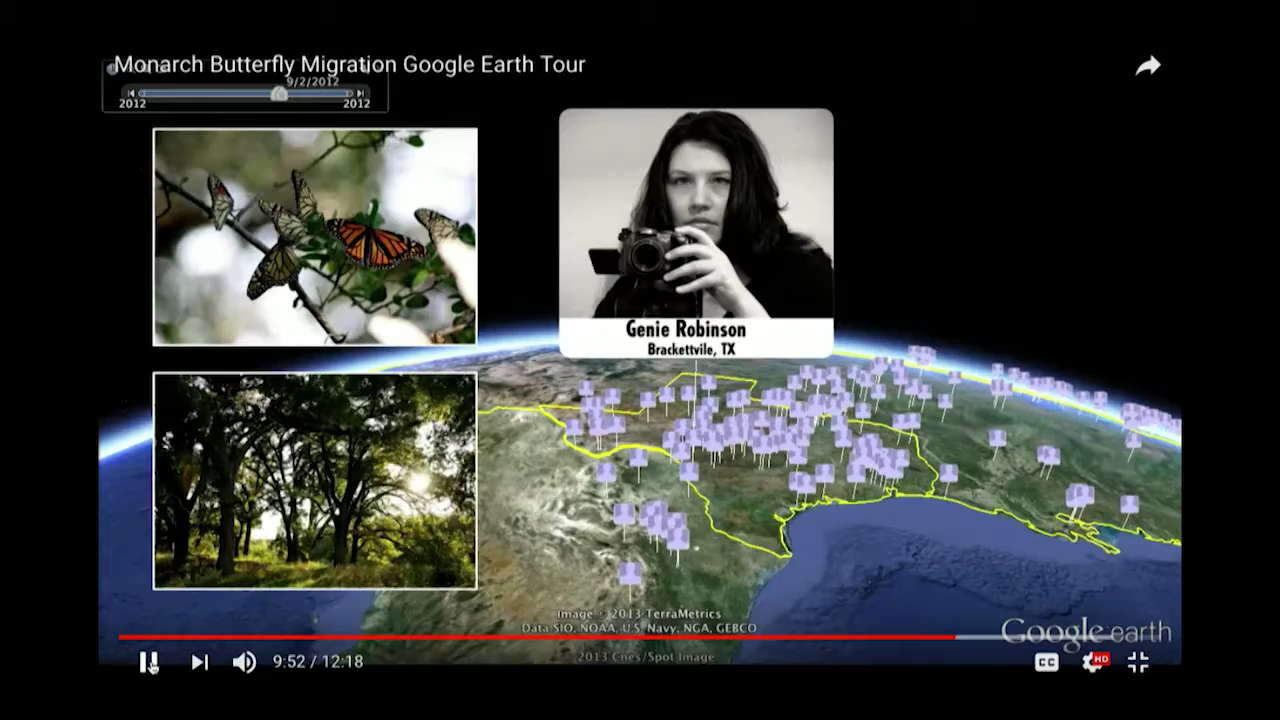 Monarch Butterfly Migration Google Earth Tour
9/2/2012
2012
2012
Genie Robinson
Brackettvile, TX
Image © 2013 TerraMetrics
Data SIO, NOAA, U.S. Navy, NGA, GEBCO
Google earth
2013 Cnes/Spot Image
9:52 / 12:18
CC
HD